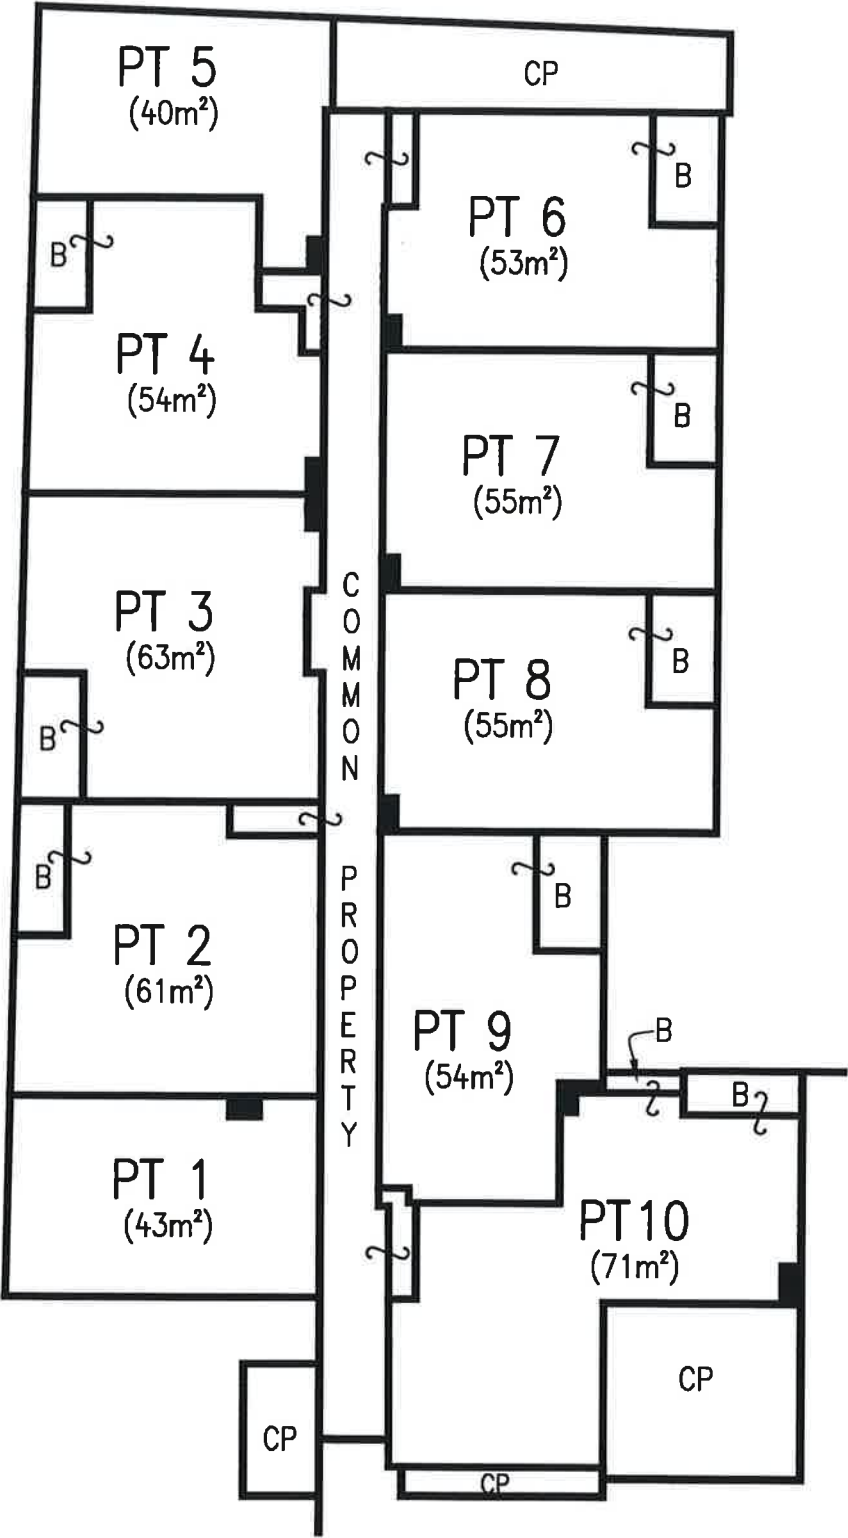 PT 5
(40m²)
CP
B
PT 6
(53m²)
B
PT 4
(54m²)
B
PT 7
(55m²)
PT 3
(63m²)
B
COMMON
PROPERTY
B
PT 8
(55m²)
B
PT 2
(61m²)
B
PT 9
(54m²)
B
B
PT 1
(43m²)
PT10
(71m²)
CP
CP
CP